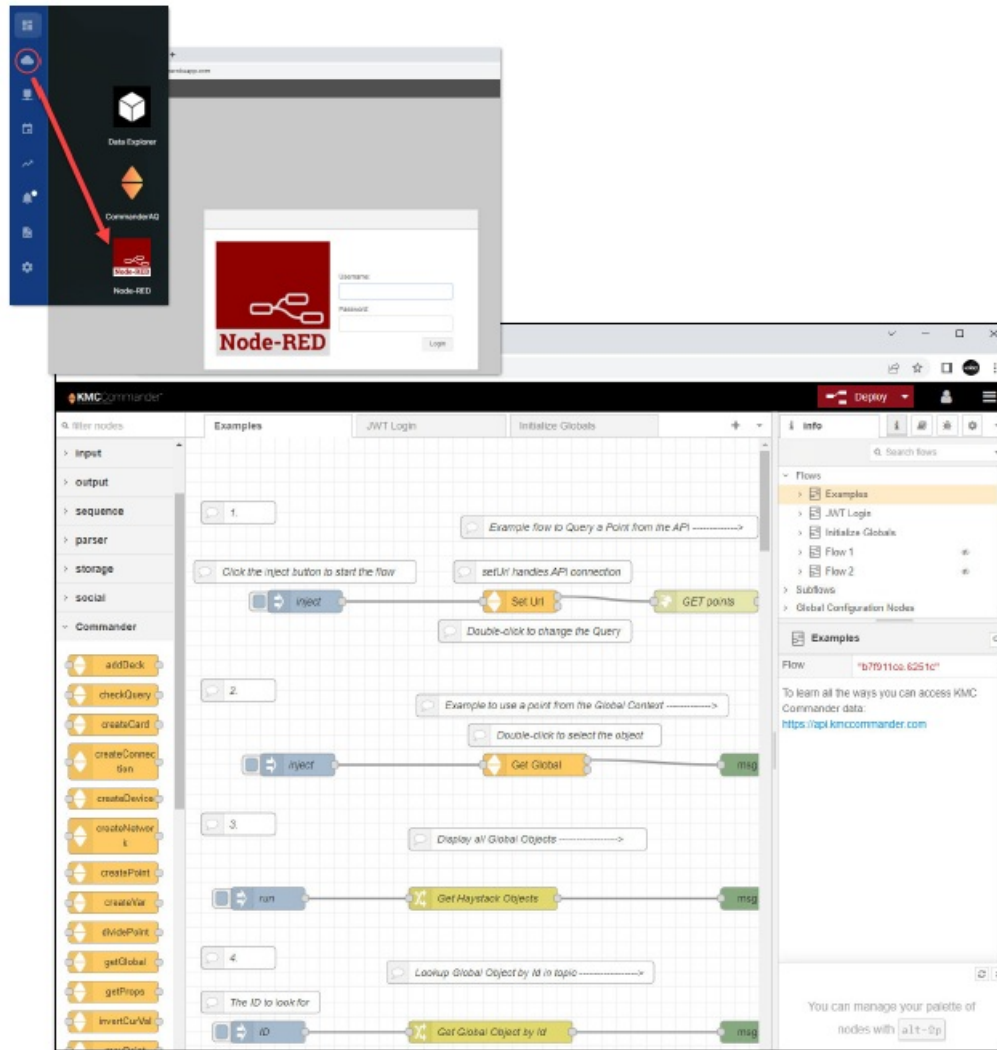 Data Explorer
CommanderAQ
Node-RED
Node-RED
Username:
Password:
Login
Node-RED
KMC Commander
Deploy
filter nodes
input
output
sequence
parser
storage
social
Commander
addDeck
checkQuery
createCard
createConnec
tion
createDevice
createNetwor
k
createPoint
createVar
dividePoint
getGlobal
getProps
invertCurVal
Examples
JWT Login
Initialize Globals
1.
Example flow to Query a Point from the API -------------->
Click the inject button to start the flow
setUrl handles API connection
inject
Set Url
GET points
Double-click to change the Query
2.
Example to use a point from the Global Context -------------->
Double-click to select the object
inject
Get Global
msg
3.
Display all Global Objects ------------------>
run
Get Haystack Objects
msg
4.
Lookup Global Object by Id in topic ------------------>
The ID to look for
ID
Get Global Object by Id
msg
info
Search flows
Flows
Examples
JWT Login
Initialize Globals
Flow 1
Flow 2
Subflows
Global Configuration Nodes
Examples
Flow "b7f911ce.6251c"
To learn all the ways you can access KMC
Commander data:
https://api.kmccommander.com
You can manage your palette of
nodes with alt-⇧p